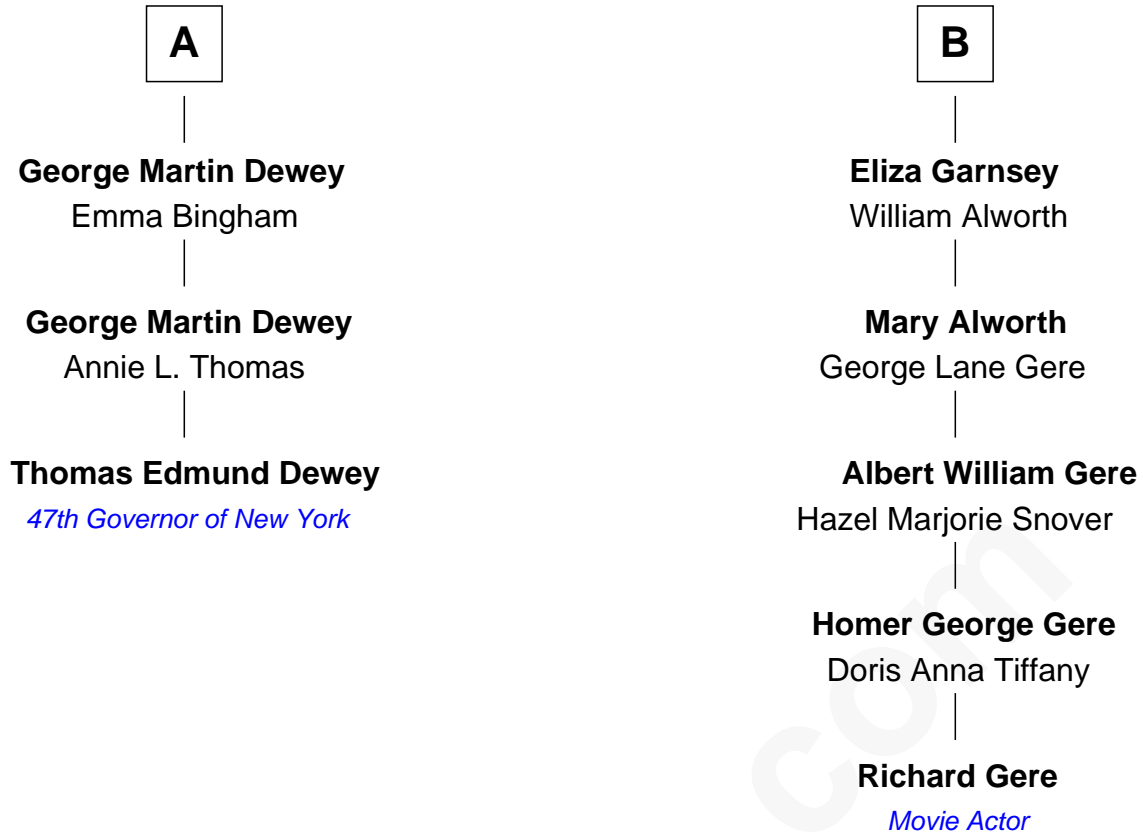 A
George Martin Dewey
Emma Bingham
George Martin Dewey
Annie L. Thomas
Thomas Edmund Dewey
47th Governor of New York
B
Eliza Garnsey
William Alworth
Mary Alworth
George Lane Gere
Albert William Gere
Hazel Marjorie Snover
Homer George Gere
Doris Anna Tiffany
Richard Gere
Movie Actor
com